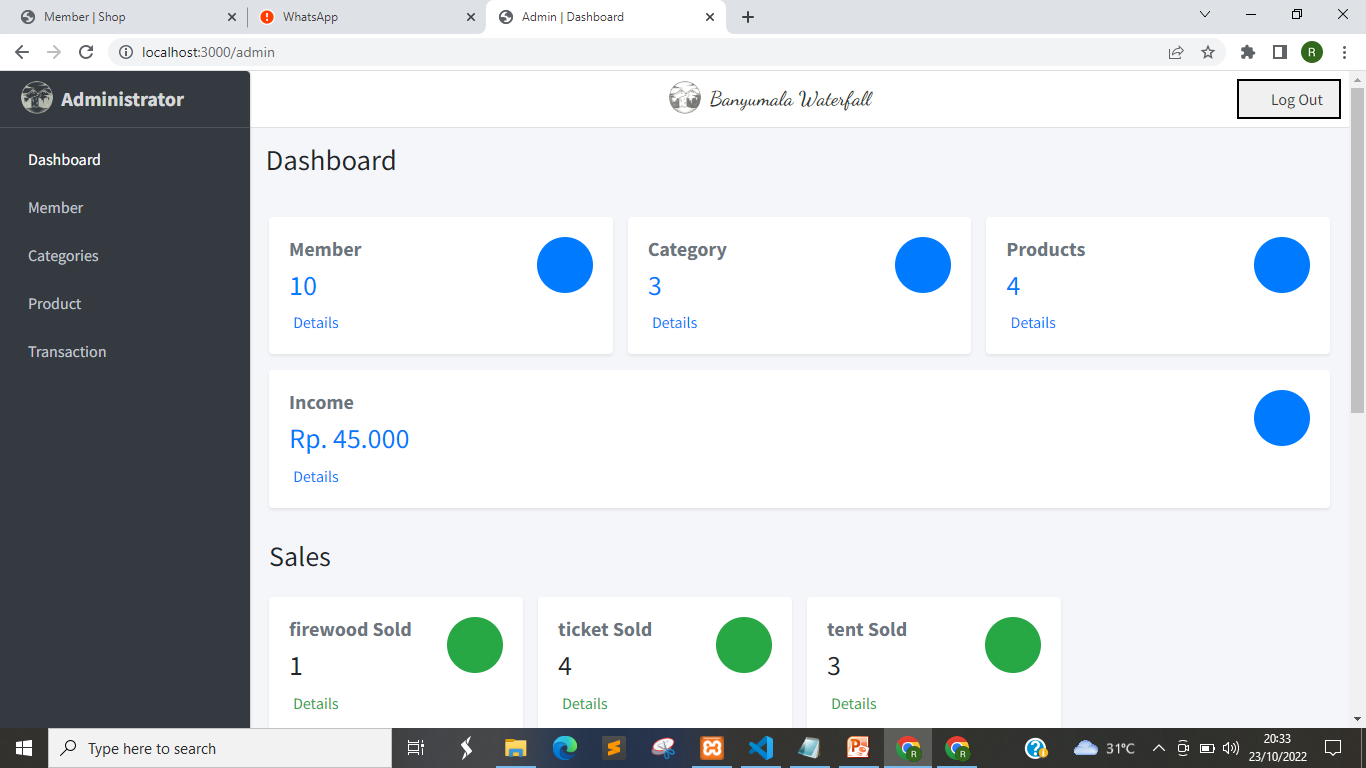 Member | Shop
WhatsApp
Admin | Dashboard
localhost:3000/admin
R
Administrator
Banyumala Waterfall
Log Out
Dashboard
Member
Categories
Product
Transaction
Dashboard
Member
10
Details
Category
3
Details
Products
4
Details
Income
Rp. 45.000
Details
Sales
firewood Sold
1
Details
ticket Sold
4
Details
tent Sold
3
Details
Type here to search
31°C
20:33
23/10/2022